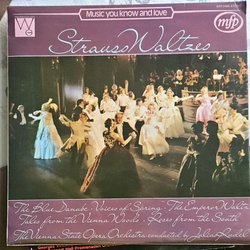 Music you know and love
mfp
Strauss Waltzes
The Blue Danube · Voices of Spring · The Emperor Waltz
Tales from the Vienna Woods · Roses from the South
The Vienna State Opera Orchestra conducted by Julius